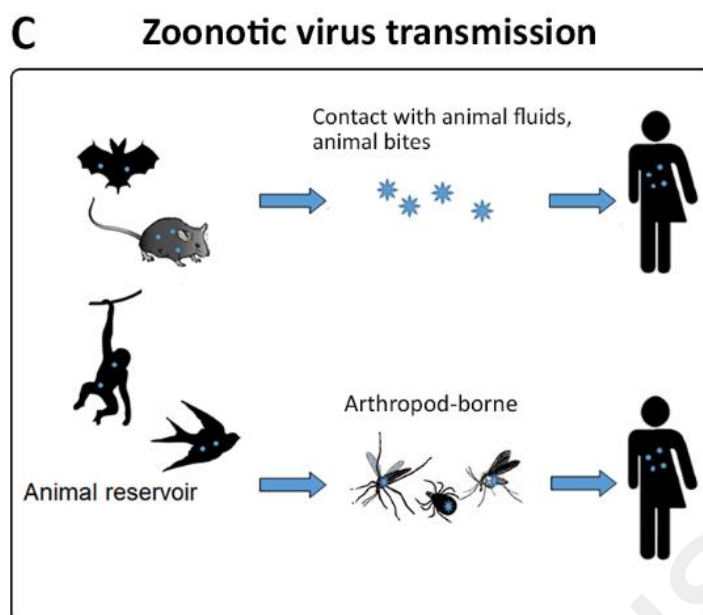 C Zoonotic virus transmission
Contact with animal fluids,
animal bites
Arthropod-borne
Animal reservoir